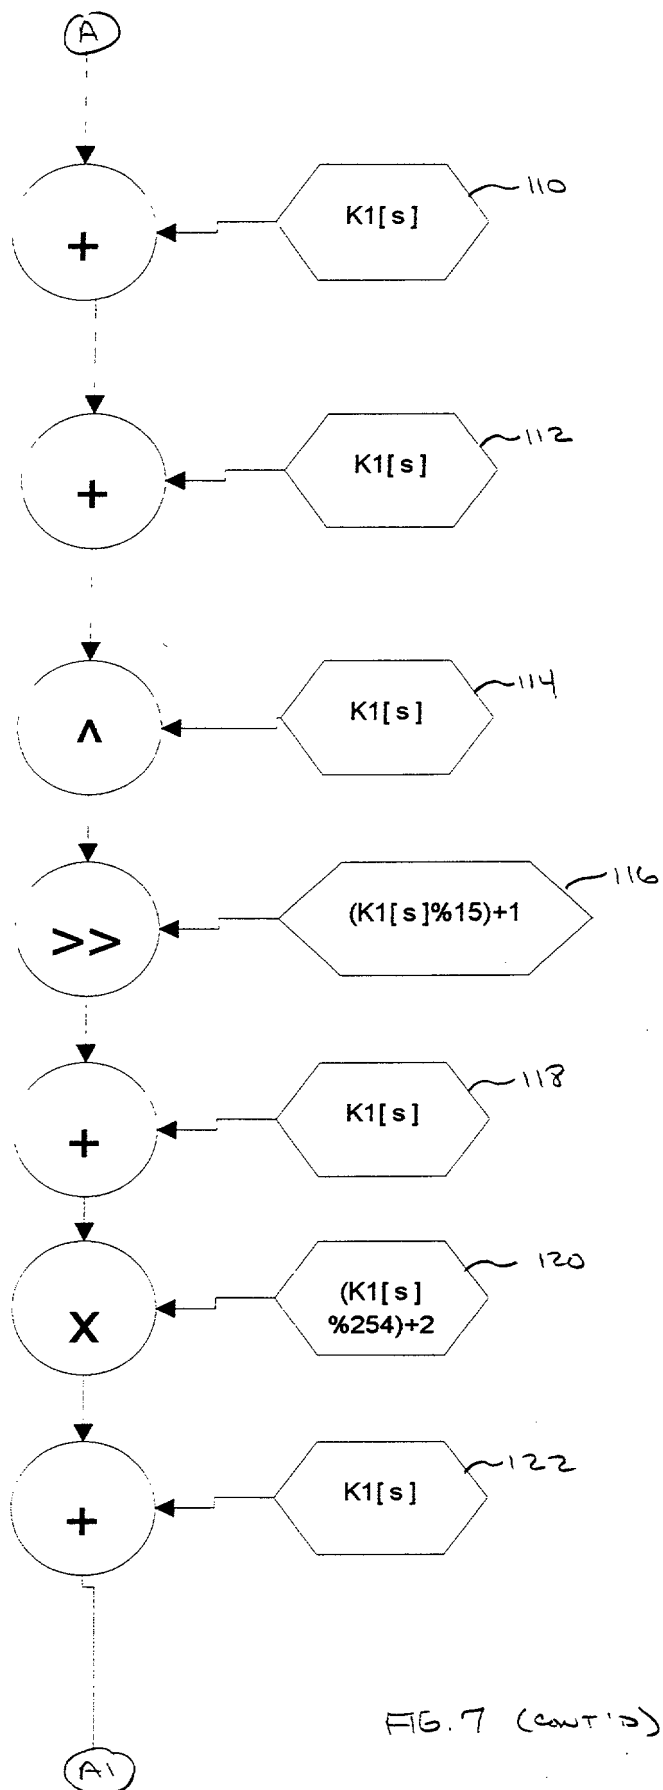 A
+
K1[s]
110
+
K1[s]
112
^
K1[s]
114
>>
(K1[s]%15)+1
116
+
K1[s]
118
X
(K1[s]
%254)+2
120
+
K1[s]
122
FIG. 7 (CONT'D)
A1